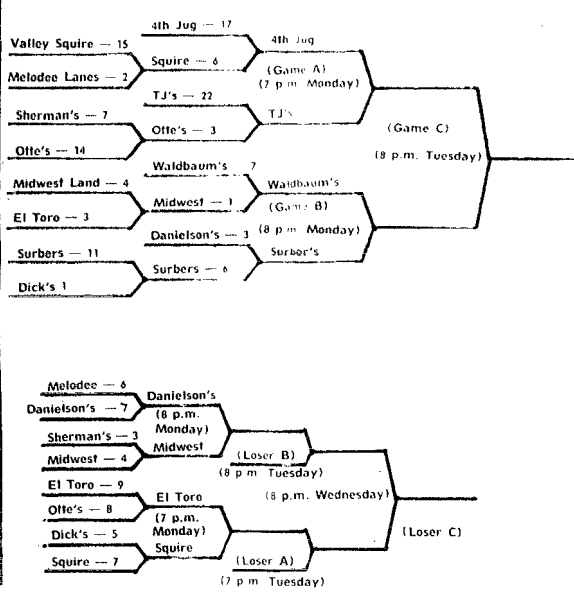 4th Jug — 17
Valley Squire — 15
4th Jug
Squire — 6
(Game A)
Melodee Lanes — 2
(7 p.m. Monday)
TJ's — 22
Sherman's — 7
TJ's
(Game C)
Otte's — 3
Otte's — 14
(8 p.m. Tuesday)
Waldbaum's 7
Midwest Land — 4
Waldbaum's
Midwest — 1
(Game B)
El Toro — 3
(8 p.m. Monday)
Danielson's — 3
Surbers — 11
Surber's
Surbers — 6
Dick's 1
Melodee — 6
Danielson's
Danielson's — 7
(8 p.m.
Monday)
Sherman's — 3
Midwest
Midwest — 4
(Loser B)
(8 p.m. Tuesday)
El Toro — 9
(8 p.m. Wednesday)
El Toro
Otte's — 8
(7 p.m.
Monday)
Dick's — 5
(Loser C)
Squire
Squire — 7
(Loser A)
(7 p.m. Tuesday)